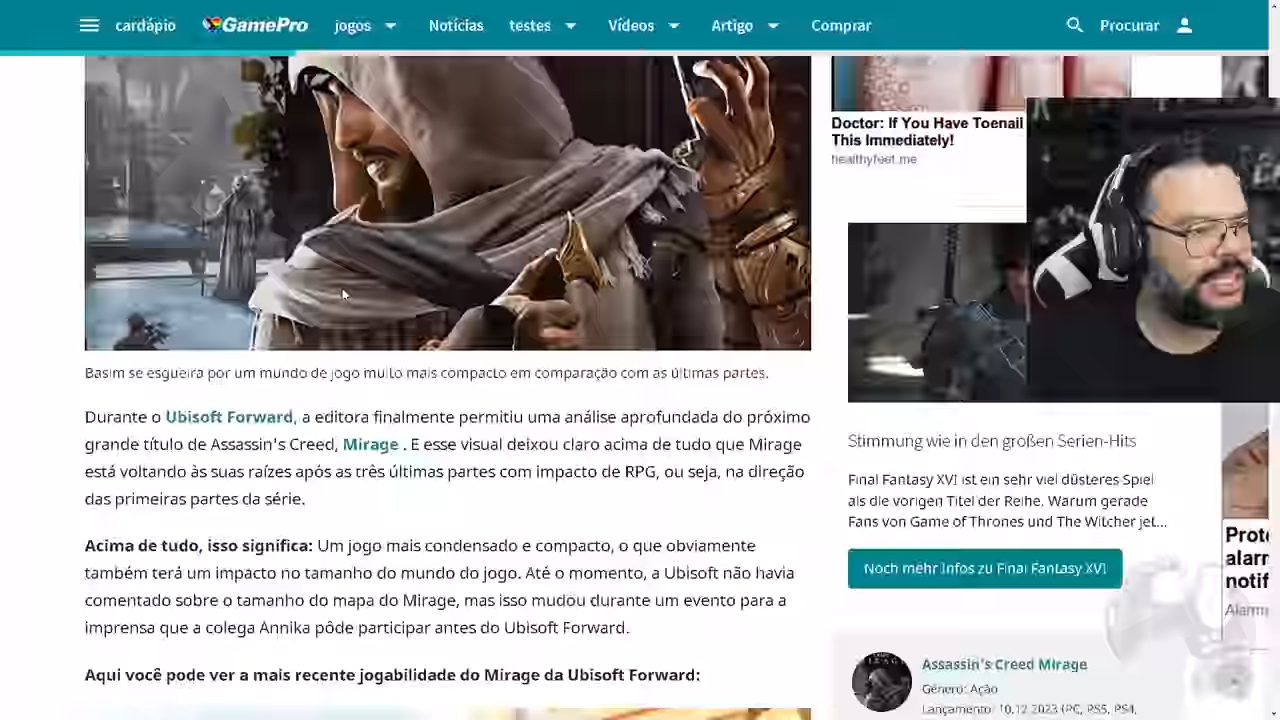 cardápio
GamePro
jogos
Notícias
testes
Vídeos
Artigo
Comprar
Procurar
Doctor: If You Have Toenail
This Immediately!
healthyfeet.me
Basim se esgueira por um mundo de jogo muito mais compacto em comparação com as últimas partes.
Durante o Ubisoft Forward, a editora finalmente permitiu uma análise aprofundada do próximo
grande título de Assassin's Creed, Mirage . E esse visual deixou claro acima de tudo que Mirage
está voltando às suas raízes após as três últimas partes com impacto de RPG, ou seja, na direção
das primeiras partes da série.
Acima de tudo, isso significa: Um jogo mais condensado e compacto, o que obviamente
também terá um impacto no tamanho do mundo do jogo. Até o momento, a Ubisoft não havia
comentado sobre o tamanho do mapa do Mirage, mas isso mudou durante um evento para a
imprensa que a colega Annika pôde participar antes do Ubisoft Forward.
Aqui você pode ver a mais recente jogabilidade do Mirage da Ubisoft Forward:
Stimmung wie in den großen Serien-Hits
Final Fantasy XVI ist ein sehr viel düsteres Spiel
als die vorigen Titel der Reihe. Warum gerade
Fans von Game of Thrones und The Witcher jet...
Noch mehr Infos zu Final Fantasy XVI
Assassin's Creed Mirage
Gênero: Ação
Lançamento: 10.12.2023 (PC, PS5, PS4,
Prote
alarm
notif
Alarm